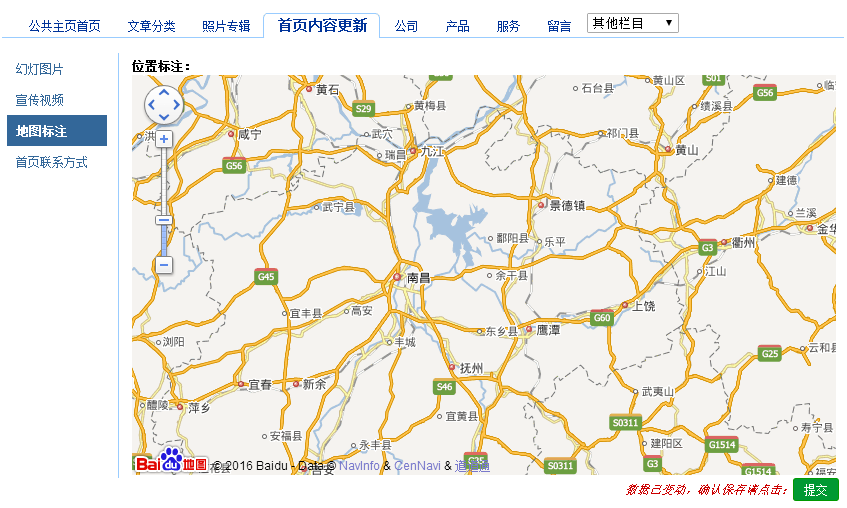 公共主页首页 文章分类 照片专辑 首页内容更新 公司 产品 服务 留言 其他栏目
幻灯图片
宣传视频
地图标注
首页联系方式
位置标注：
黄石
S29
黄梅县
石台县
黄山区
S01
绩溪县
G56
咸宁
武穴
瑞昌
九江
祁门县
黄山
G56
建德
武宁县
景德镇
兰溪
鄱阳县
乐平
G3
衢州
金华
G45
南昌
余干县
江山
宜丰县
高安
上饶
G60
东乡县
鹰潭
浏阳
丰城
G25
云和县
抚州
宜春
新余
S46
武夷山
醴陵
萍乡
宜黄县
S0311
寿宁县
安福县
永丰县
建阳区
G1514
S35
S0311
G3
G1514
福安
吉安
Bai du 地图 © 2016 Baidu - Data © NavInfo & CenNavi & 道道通
数据已变动，确认保存请点击： 提交